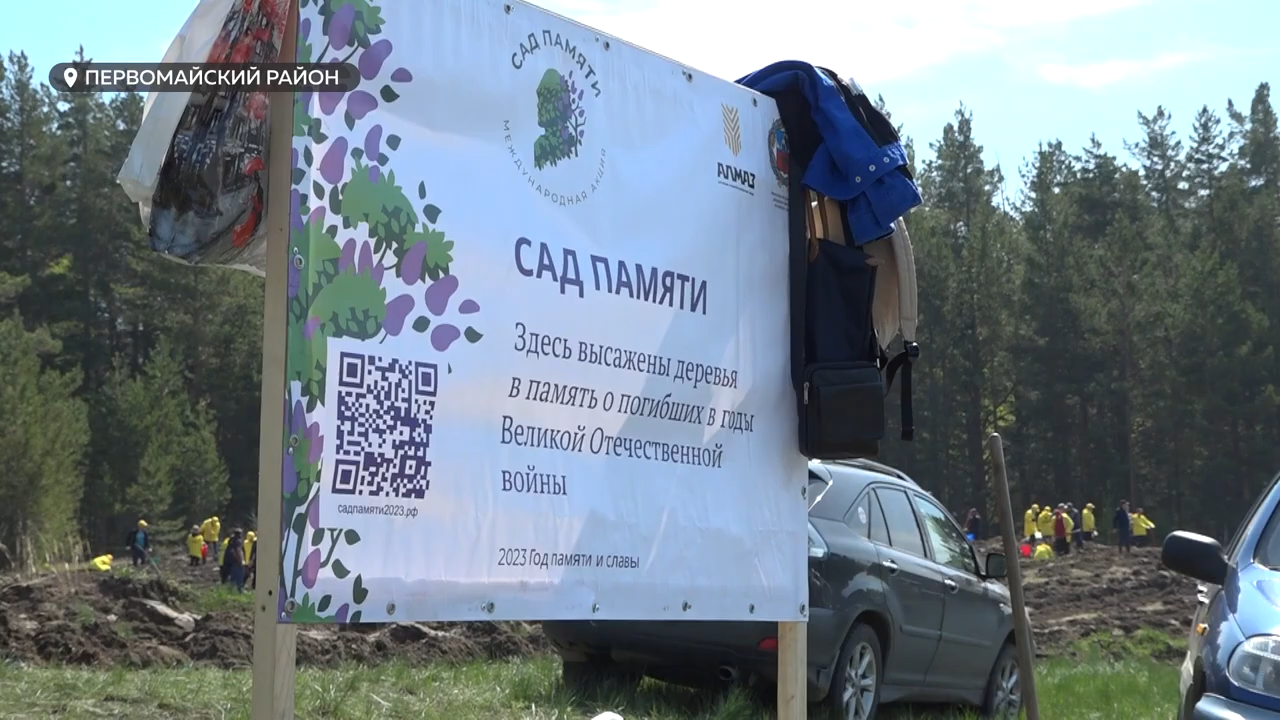 ПЕРВОМАЙСКИЙ РАЙОН
САД ПАМЯТИ
МЕЖДУНАРОДНАЯ АКЦИЯ
АЛМАЗ
САД ПАМЯТИ
Здесь высажены деревья
в память о погибших в годы
Великой Отечественной
войны
садпамяти2023.рф
2023 Год памяти и славы